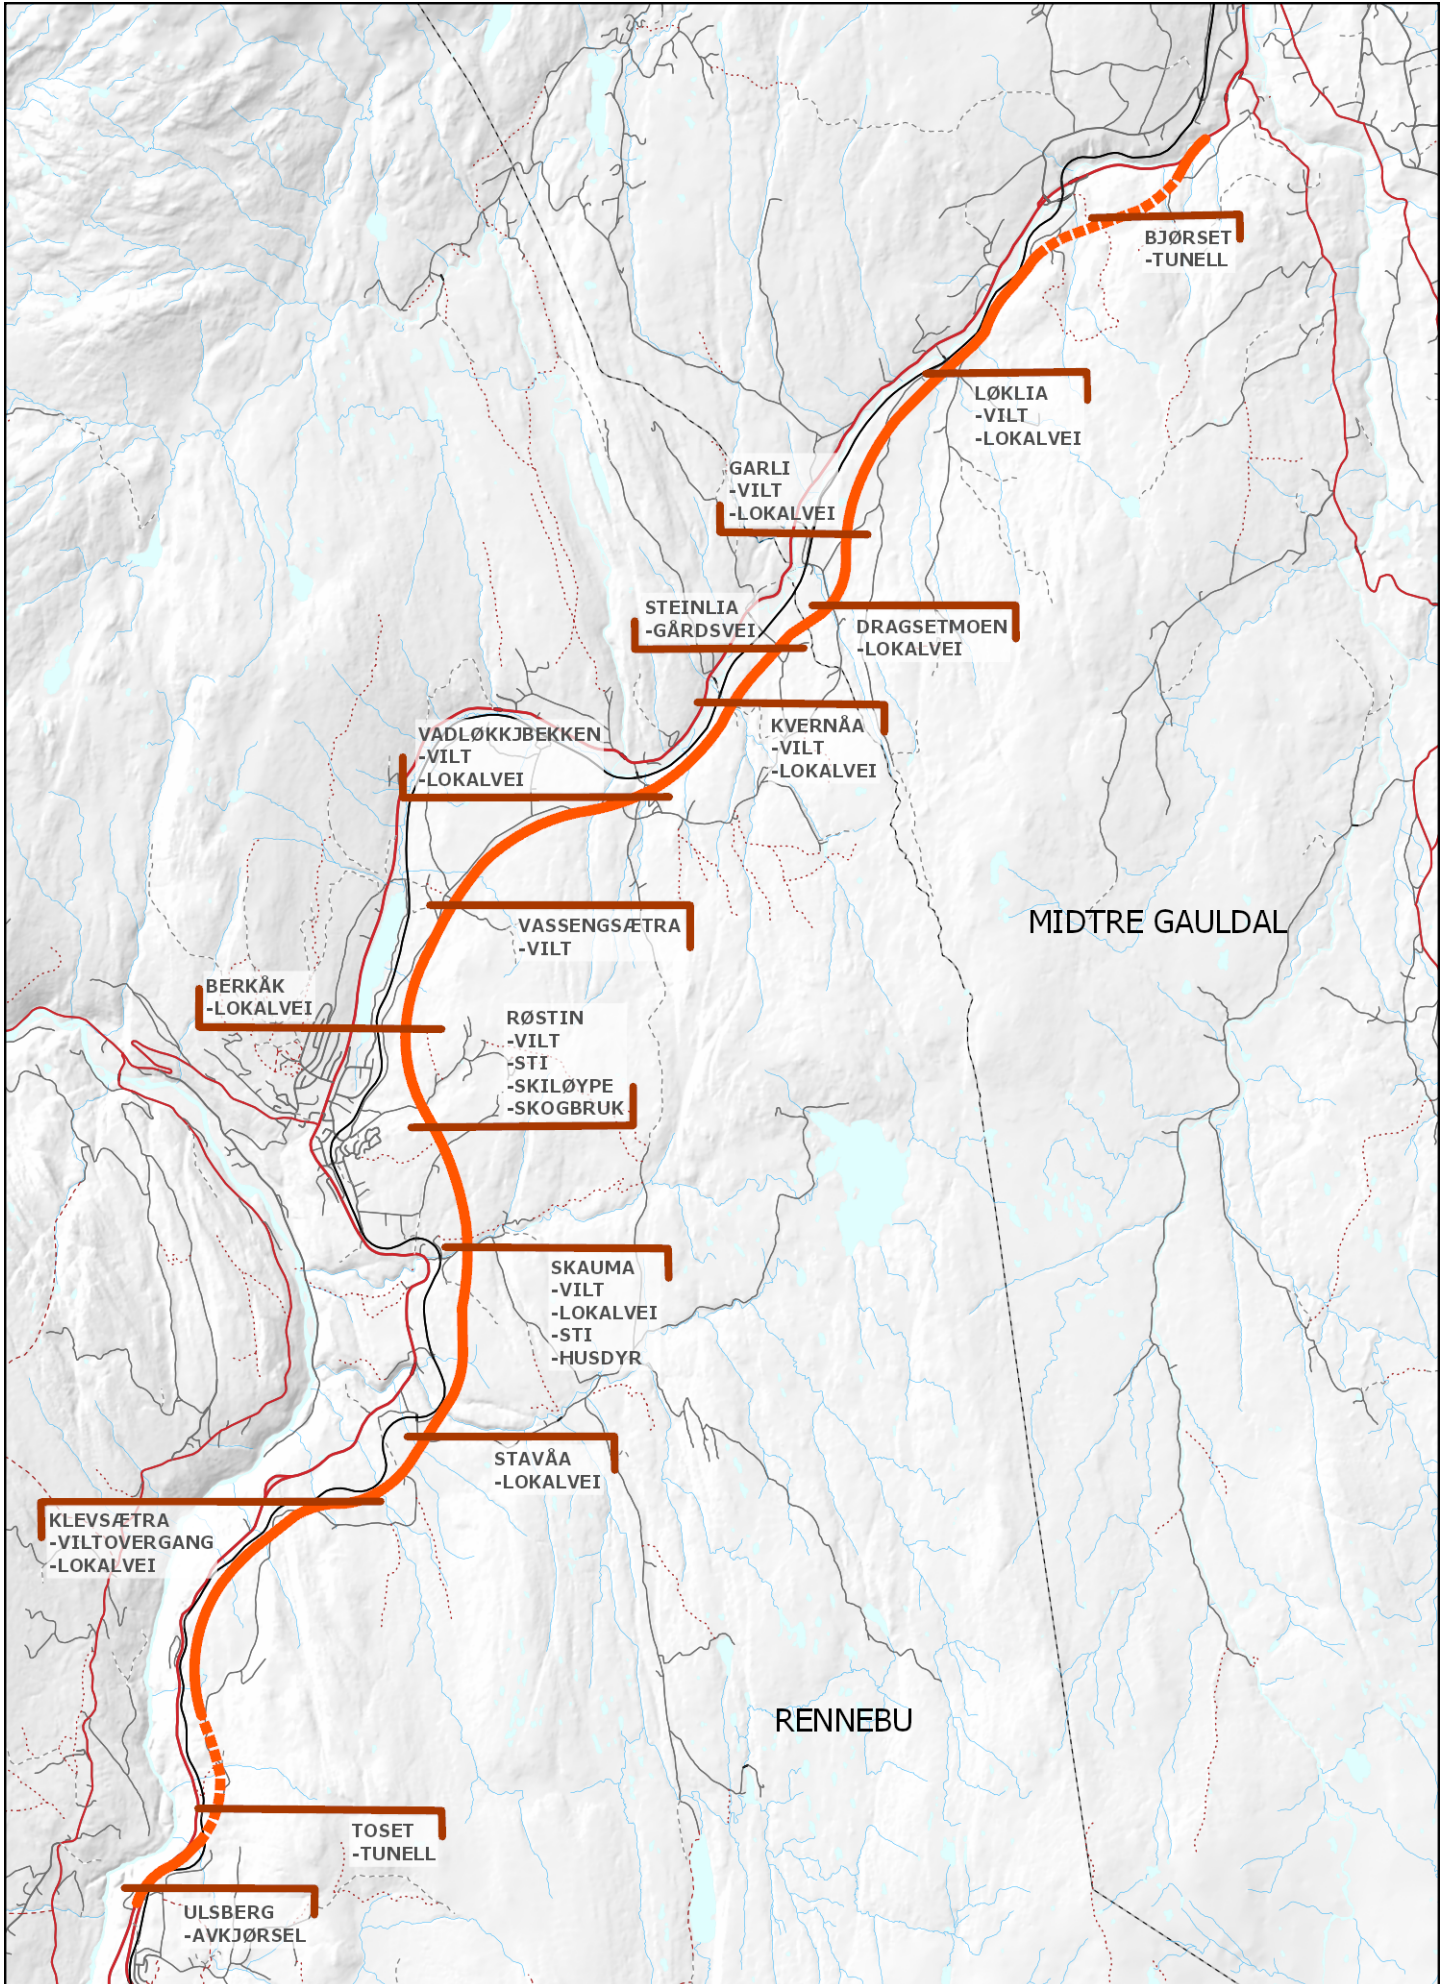 BJØRSET
-TUNELL
LØKLIA
-VILT
-LOKALVEI
GARLI
-VILT
-LOKALVEI
STEINLIA
-GÅRDSVEI
DRAGSETMOEN
-LOKALVEI
KVERNÅA
-VILT
-LOKALVEI
VADLØKKJBEKKEN
-VILT
-LOKALVEI
MIDTRE GAULDAL
VASSENGSÆTRA
-VILT
BERKÅK
-LOKALVEI
RØSTIN
-VILT
-STI
-SKILØYPE
-SKOGBRUK
SKAUMA
-VILT
-LOKALVEI
-STI
-HUSDYR
STAVÅA
-LOKALVEI
KLEVSÆTRA
-VILTOVERGANG
-LOKALVEI
RENNEBU
TOSET
-TUNELL
ULSBERG
-AVKJØRSEL